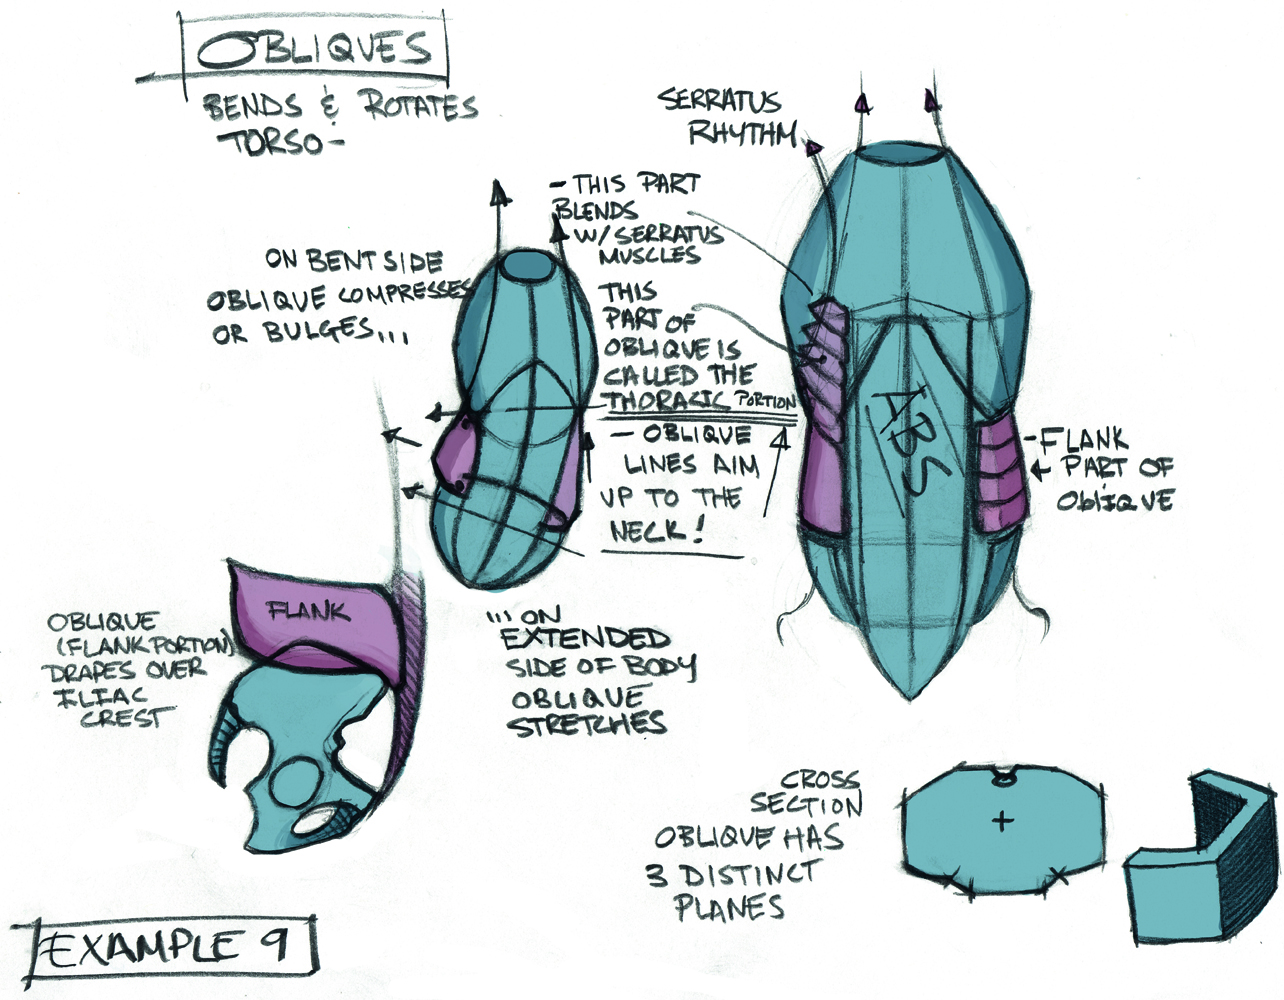 OBLIQUES
BENDS & ROTATES
TORSO-
SERRATUS
RHYTHM
- THIS PART
BLENDS
W/ SERRATUS
MUSCLES
ON BENT SIDE
OBLIQUE COMPRESSES
OR BULGES...
THIS
PART OF
OBLIQUE IS
CALLED THE
THORACIC PORTION
- OBLIQUE
LINES AIM
UP TO THE
NECK!
ABS
- FLANK
PART OF
OBLIQUE
FLANK
OBLIQUE
(FLANK PORTION)
DRAPES OVER
ILIAC
CREST
... ON
EXTENDED
SIDE OF BODY
OBLIQUE
STRETCHES
CROSS
SECTION
OBLIQUE HAS
3 DISTINCT
PLANES
EXAMPLE 9